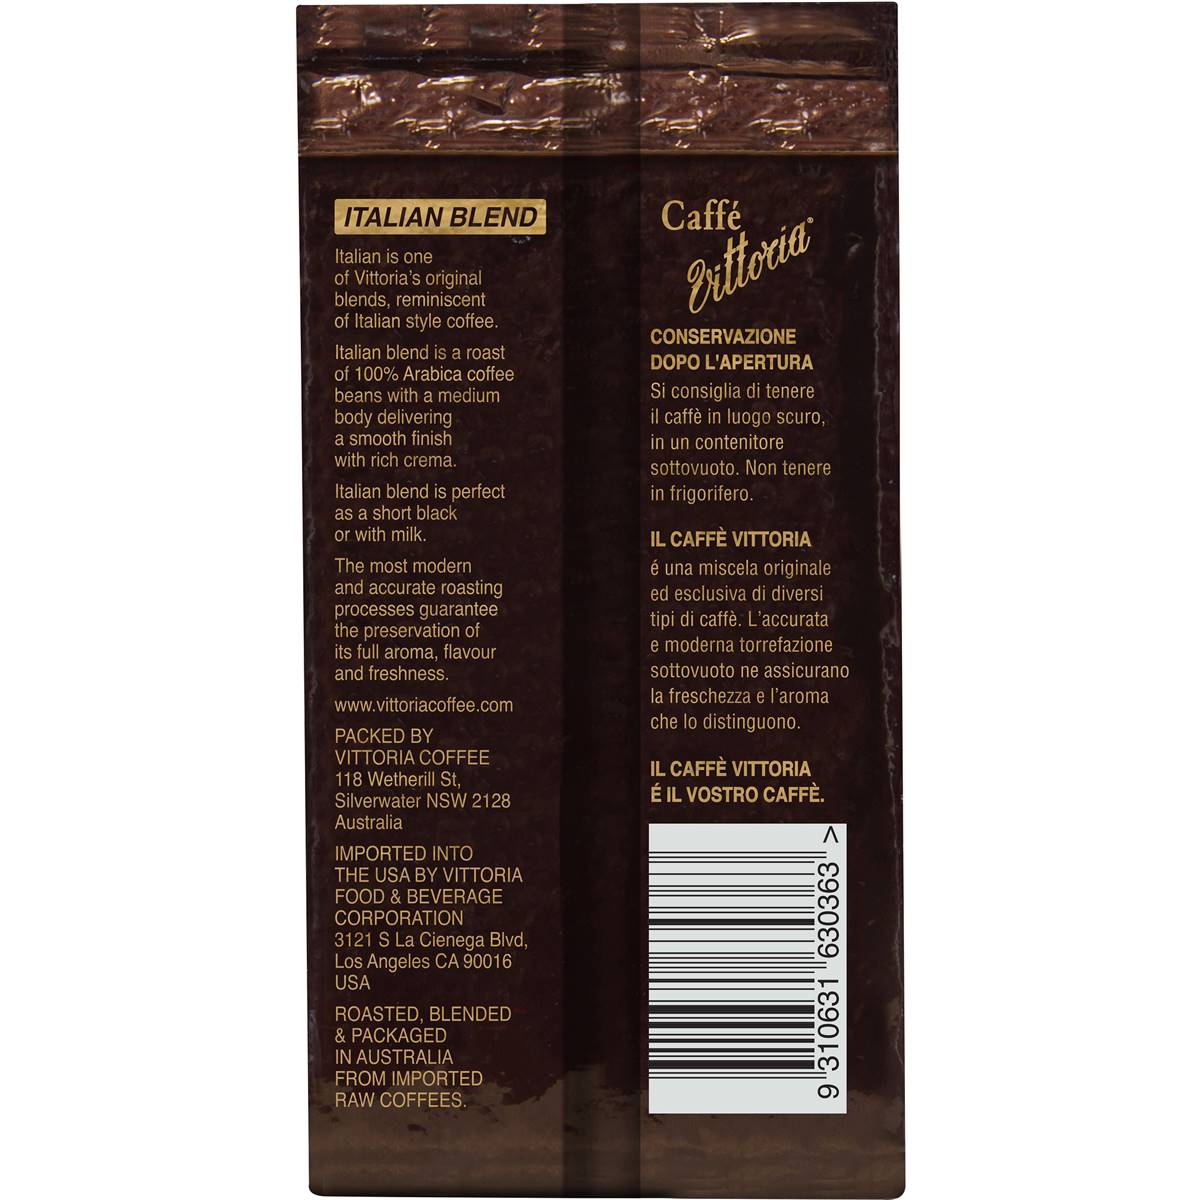 ITALIAN BLEND
Italian is one
of Vittoria's original
blends, reminiscent
of Italian style coffee.
Italian blend is a roast
of 100% Arabica coffee
beans with a medium
body delivering
a smooth finish
with rich crema.
Italian blend is perfect
as a short black
or with milk.
The most modern
and accurate roasting
processes guarantee
the preservation of
its full aroma, flavour
and freshness.
www.vittoriacoffee.com
PACKED BY
VITTORIA COFFEE
118 Wetherill St,
Silverwater NSW 2128
Australia
IMPORTED INTO
THE USA BY VITTORIA
FOOD & BEVERAGE
CORPORATION
3121 S La Cienega Blvd,
Los Angeles CA 90016
USA
ROASTED, BLENDED
& PACKAGED
IN AUSTRALIA
FROM IMPORTED
RAW COFFEES.
Caffé
Vittoria®
CONSERVAZIONE
DOPO L'APERTURA
Si consiglia di tenere
il caffè in luogo scuro,
in un contenitore
sottovuoto. Non tenere
in frigorifero.
IL CAFFÈ VITTORIA
é una miscela originale
ed esclusiva di diversi
tipi di caffè. L'accurata
e moderna torrefazione
sottovuoto ne assicurano
la freschezza e l'aroma
che lo distinguono.
IL CAFFÈ VITTORIA
É IL VOSTRO CAFFÈ.
9 310631 630363 >